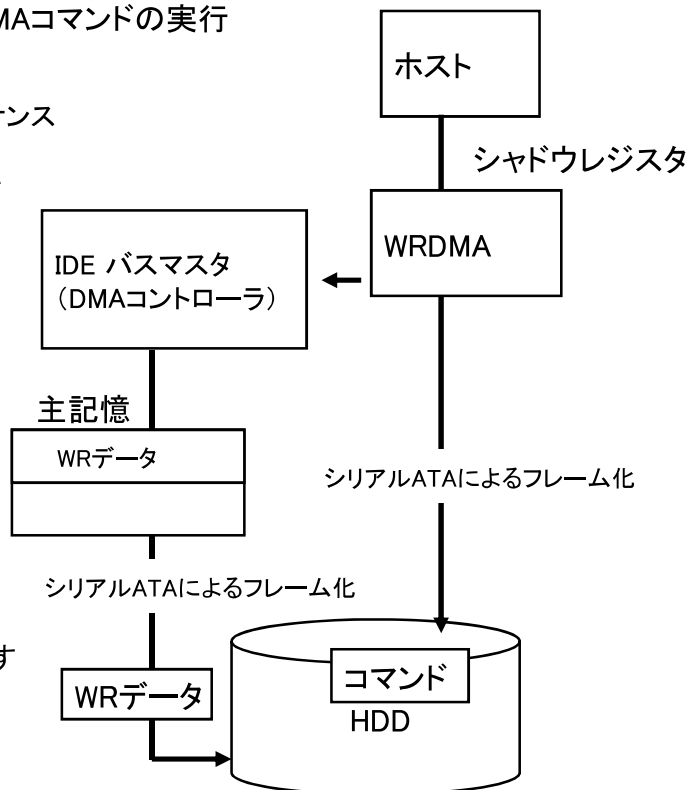 MAコマンドの実行
ホスト
ンス
シャドウレジスタ
WRDMA
IDE バスマスタ
(DMAコントローラ)
主記憶
WRデータ
シリアルATAによるフレーム化
シリアルATAによるフレーム化
す
WRデータ
コマンド
HDD